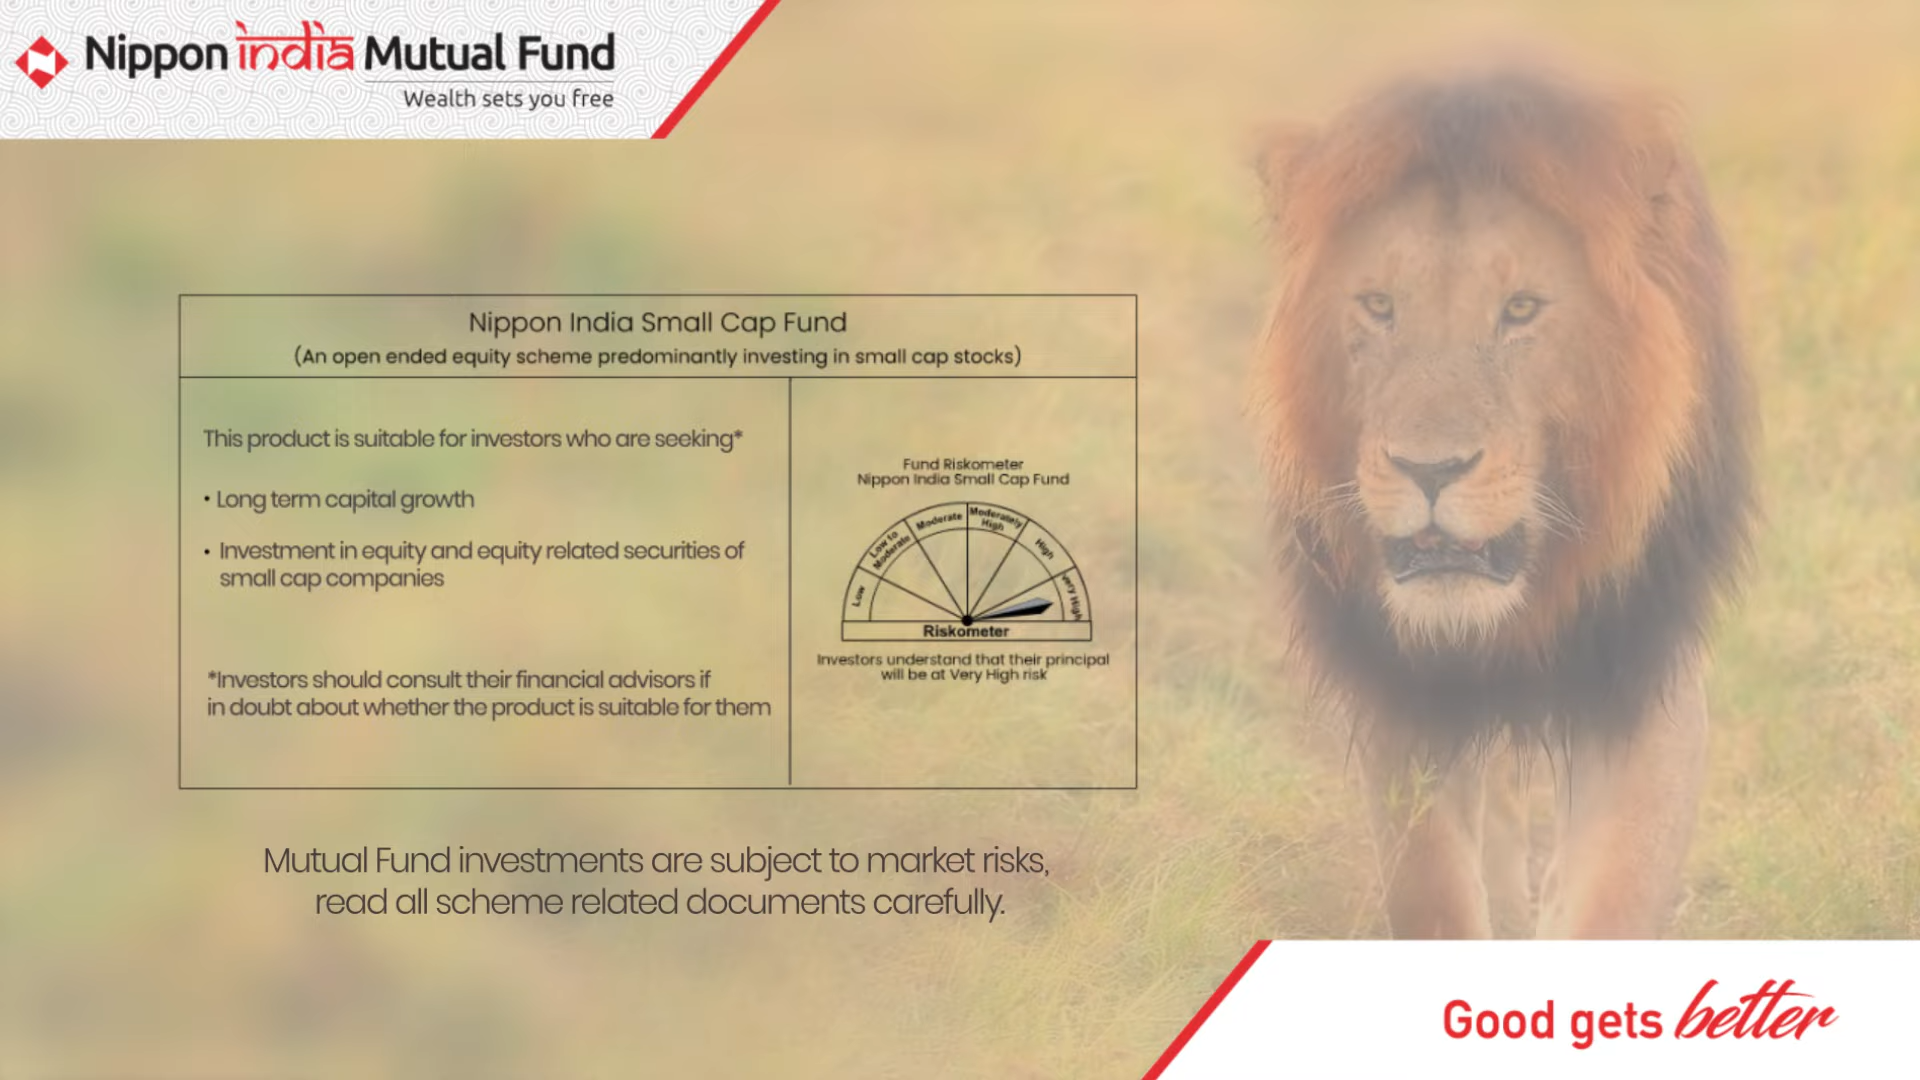 Nippon india Mutual Fund
Wealth sets you free
Nippon India Small Cap Fund
(An open ended equity scheme predominantly investing in small cap stocks)
This product is suitable for investors who are seeking*
• Long term capital growth
• Investment in equity and equity related securities of
small cap companies
*Investors should consult their financial advisors if
in doubt about whether the product is suitable for them
Fund Riskometer
Nippon India Small Cap Fund
Low
Low to
Moderate
Moderate
Moderately
High
High
Very High
Riskometer
Investors understand that their principal
will be at Very High risk
Mutual Fund investments are subject to market risks,
read all scheme related documents carefully.
Good gets better